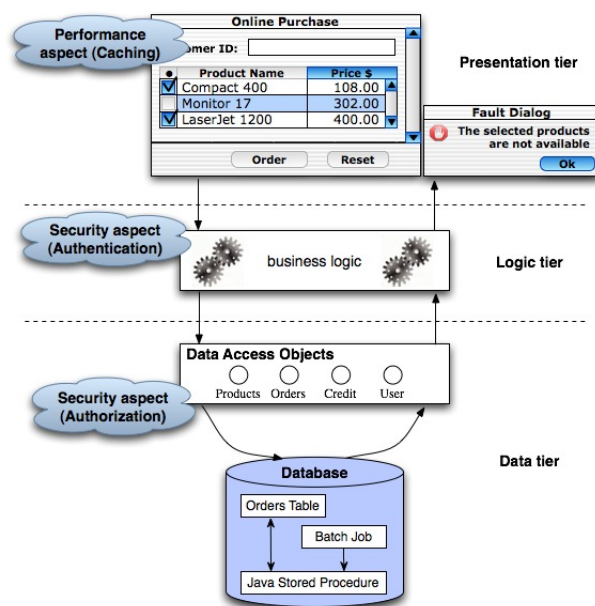 Online Purchase
Performance
aspect (Caching)
omer ID:
Presentation tier
Product Name Price $
Compact 400 108.00
Monitor 17 302.00
LaserJet 1200 400.00
Order Reset
Fault Dialog
The selected products
are not available
Ok
Security aspect
(Authentication)
business logic
Logic tier
Data Access Objects
Products Orders Credit User
Security aspect
(Authorization)
Data tier
Database
Orders Table
Batch Job
Java Stored Procedure